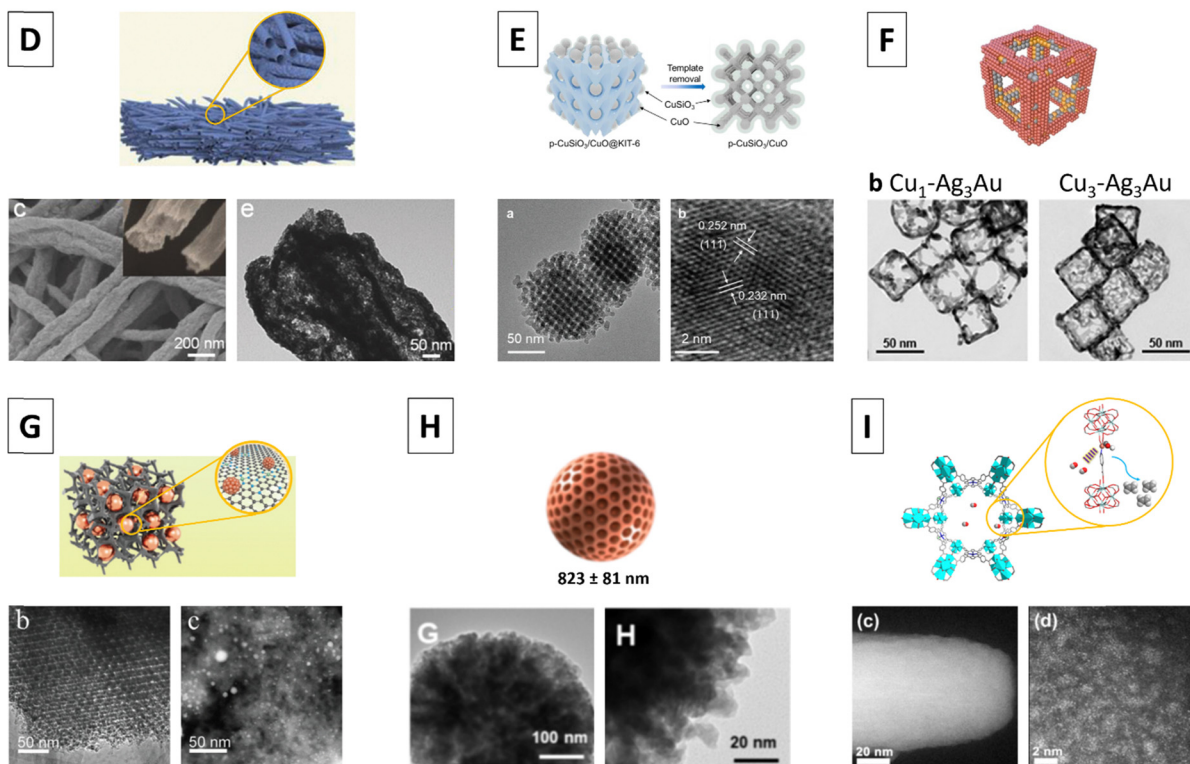 D
c
200 nm
e
50 nm
E
Template
removal
CuSiO₃
CuO
p-CuSiO₃/CuO@KIT-6
p-CuSiO₃/CuO
a
50 nm
b
0.252 nm
(111)
0.232 nm
(111)
2 nm
F
b Cu₁-Ag₃Au
Cu₃-Ag₃Au
50 nm
50 nm
G
b
50 nm
c
50 nm
H
823 ± 81 nm
G
100 nm
H
20 nm
I
(c)
20 nm
(d)
2 nm